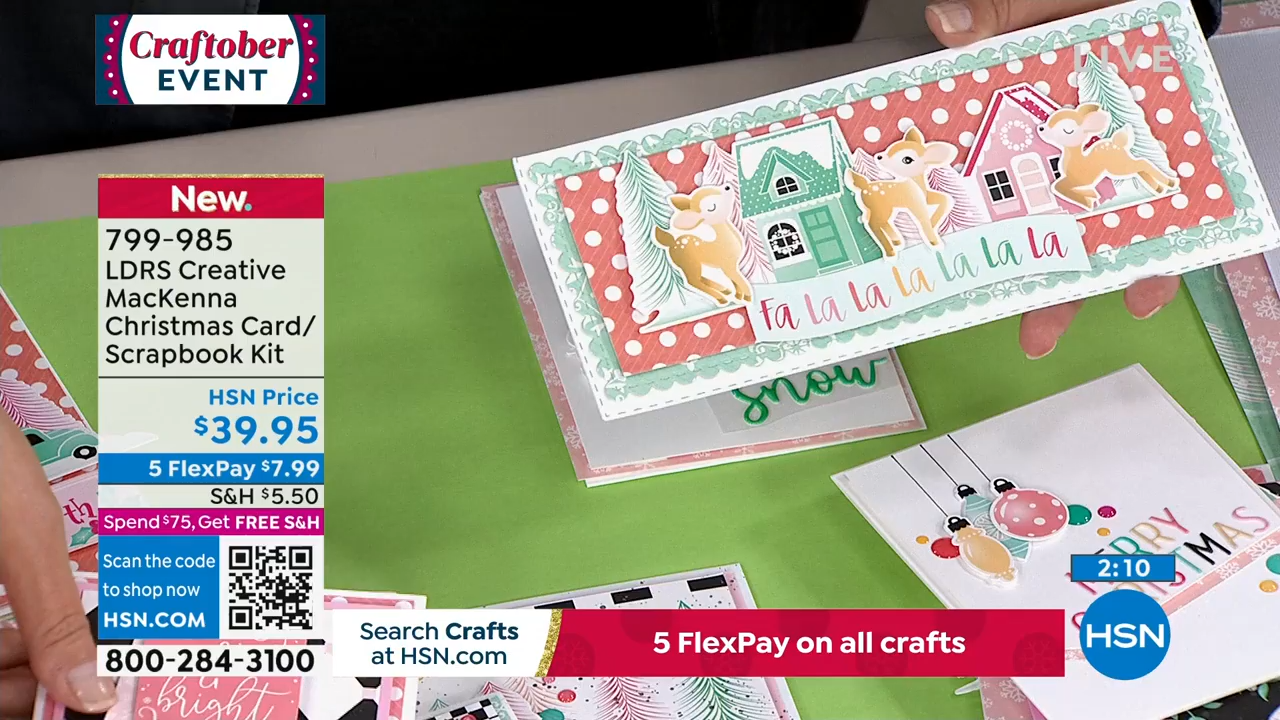 Craftober
EVENT
LIVE
New.
799-985
LDRS Creative
MacKenna
Christmas Card/
Scrapbook Kit
HSN Price
$39.95
5 FlexPay $7.99
S&H $5.50
Spend $75, Get FREE S&H
Scan the code
to shop now
HSN.COM
800-284-3100
Fa La La La La La La
snow
MERRY
CHRISTMAS
2:10
HSN
Search Crafts
at HSN.com
5 FlexPay on all crafts
bright